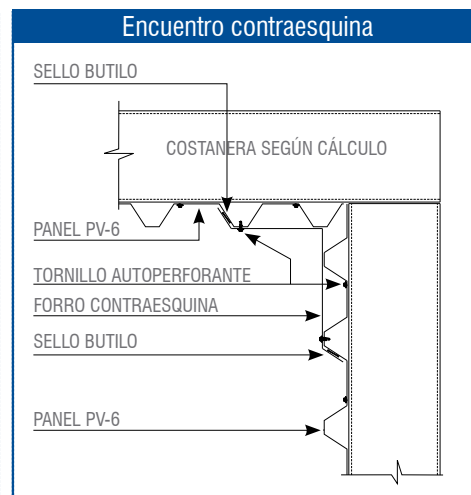 Encuentro contraesquina
SELLO BUTILO
COSTANERA SEGÚN CÁLCULO
PANEL PV-6
TORNILLO AUTOPERFORANTE
FORRO CONTRAESQUINA
SELLO BUTILO
PANEL PV-6